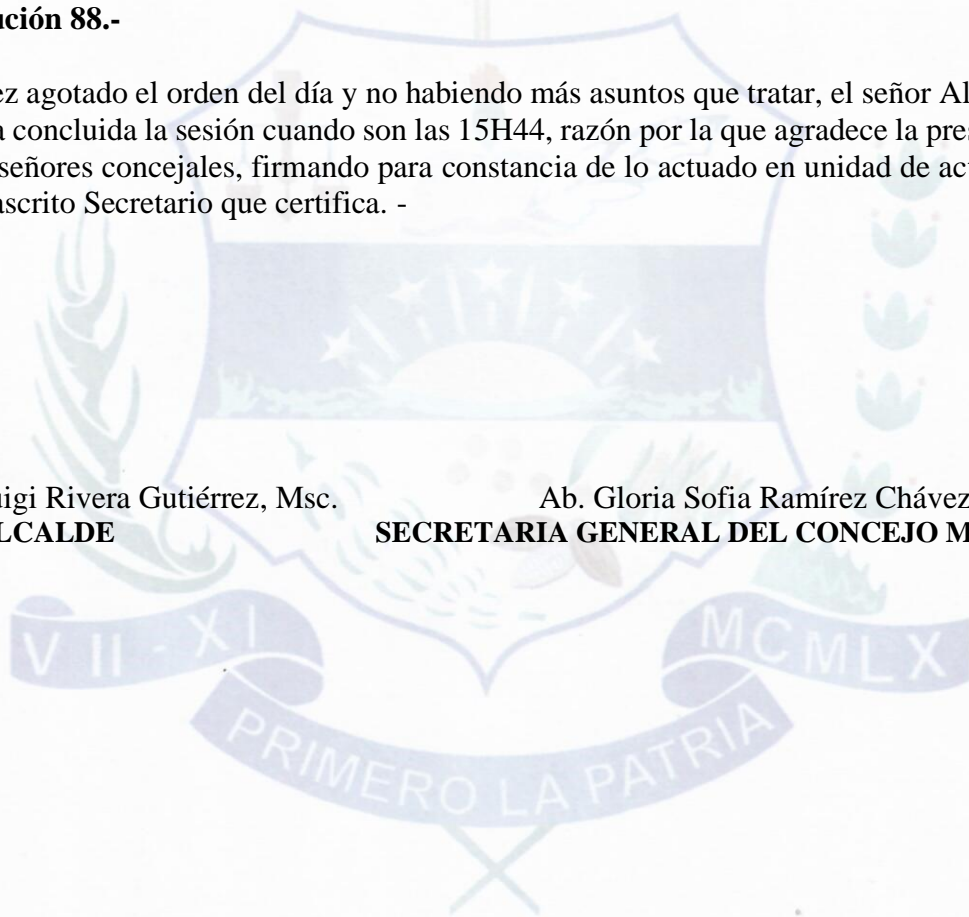 ución 88.-
ez agotado el orden del día y no habiendo más asuntos que tratar, el señor Al
a concluida la sesión cuando son las 15H44, razón por la que agradece la pres
señores concejales, firmando para constancia de lo actuado en unidad de ac
ascrito Secretario que certifica. -
uigi Rivera Gutiérrez, Msc. Ab. Gloria Sofia Ramírez Chávez
LCALDE SECRETARIA GENERAL DEL CONCEJO M
VII - XI MCMLX
PRIMERO LA PATRIA